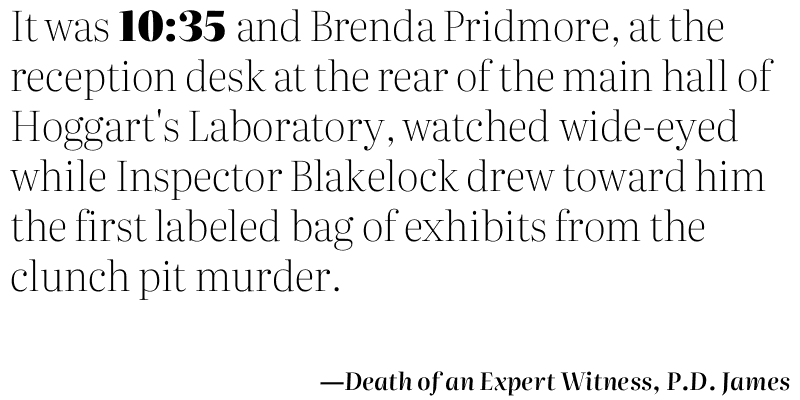 It was 10:35 and Brenda Pridmore, at the
reception desk at the rear of the main hall of
Hoggart's Laboratory, watched wide-eyed
while Inspector Blakelock drew toward him
the first labeled bag of exhibits from the
clunch pit murder.
—Death of an Expert Witness, P.D. James